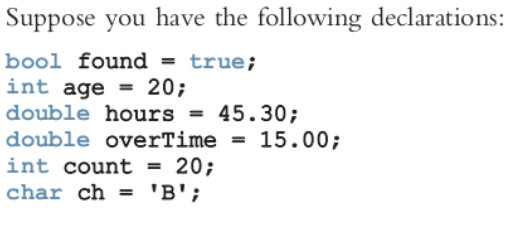 Suppose you have the following declarations:
bool found = true;
int age = 20;
double hours = 45.30;
double overTime = 15.00;
int count = 20;
char ch = 'B';